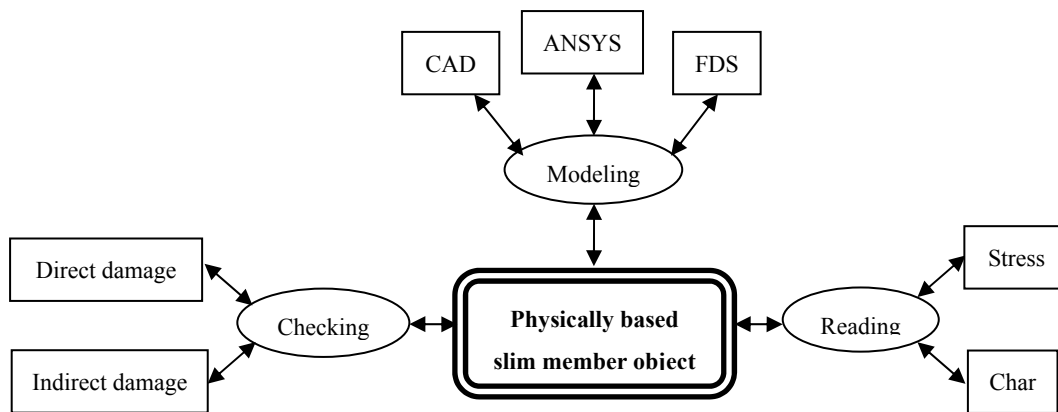 ANSYS
CAD
FDS
Modeling
Direct damage
Stress
Checking
Physically based
slim member object
Reading
Indirect damage
Char